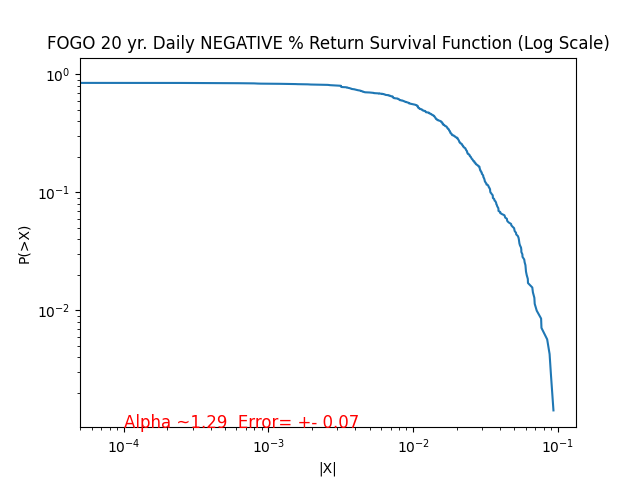 FOGO 20 yr. Daily NEGATIVE % Return Survival Function (Log Scale)
10⁰
10⁻¹
10⁻²
P(>X)
Alpha ~1.29 Error= +- 0.07
10⁻⁴ 10⁻³ 10⁻² 10⁻¹
|X|